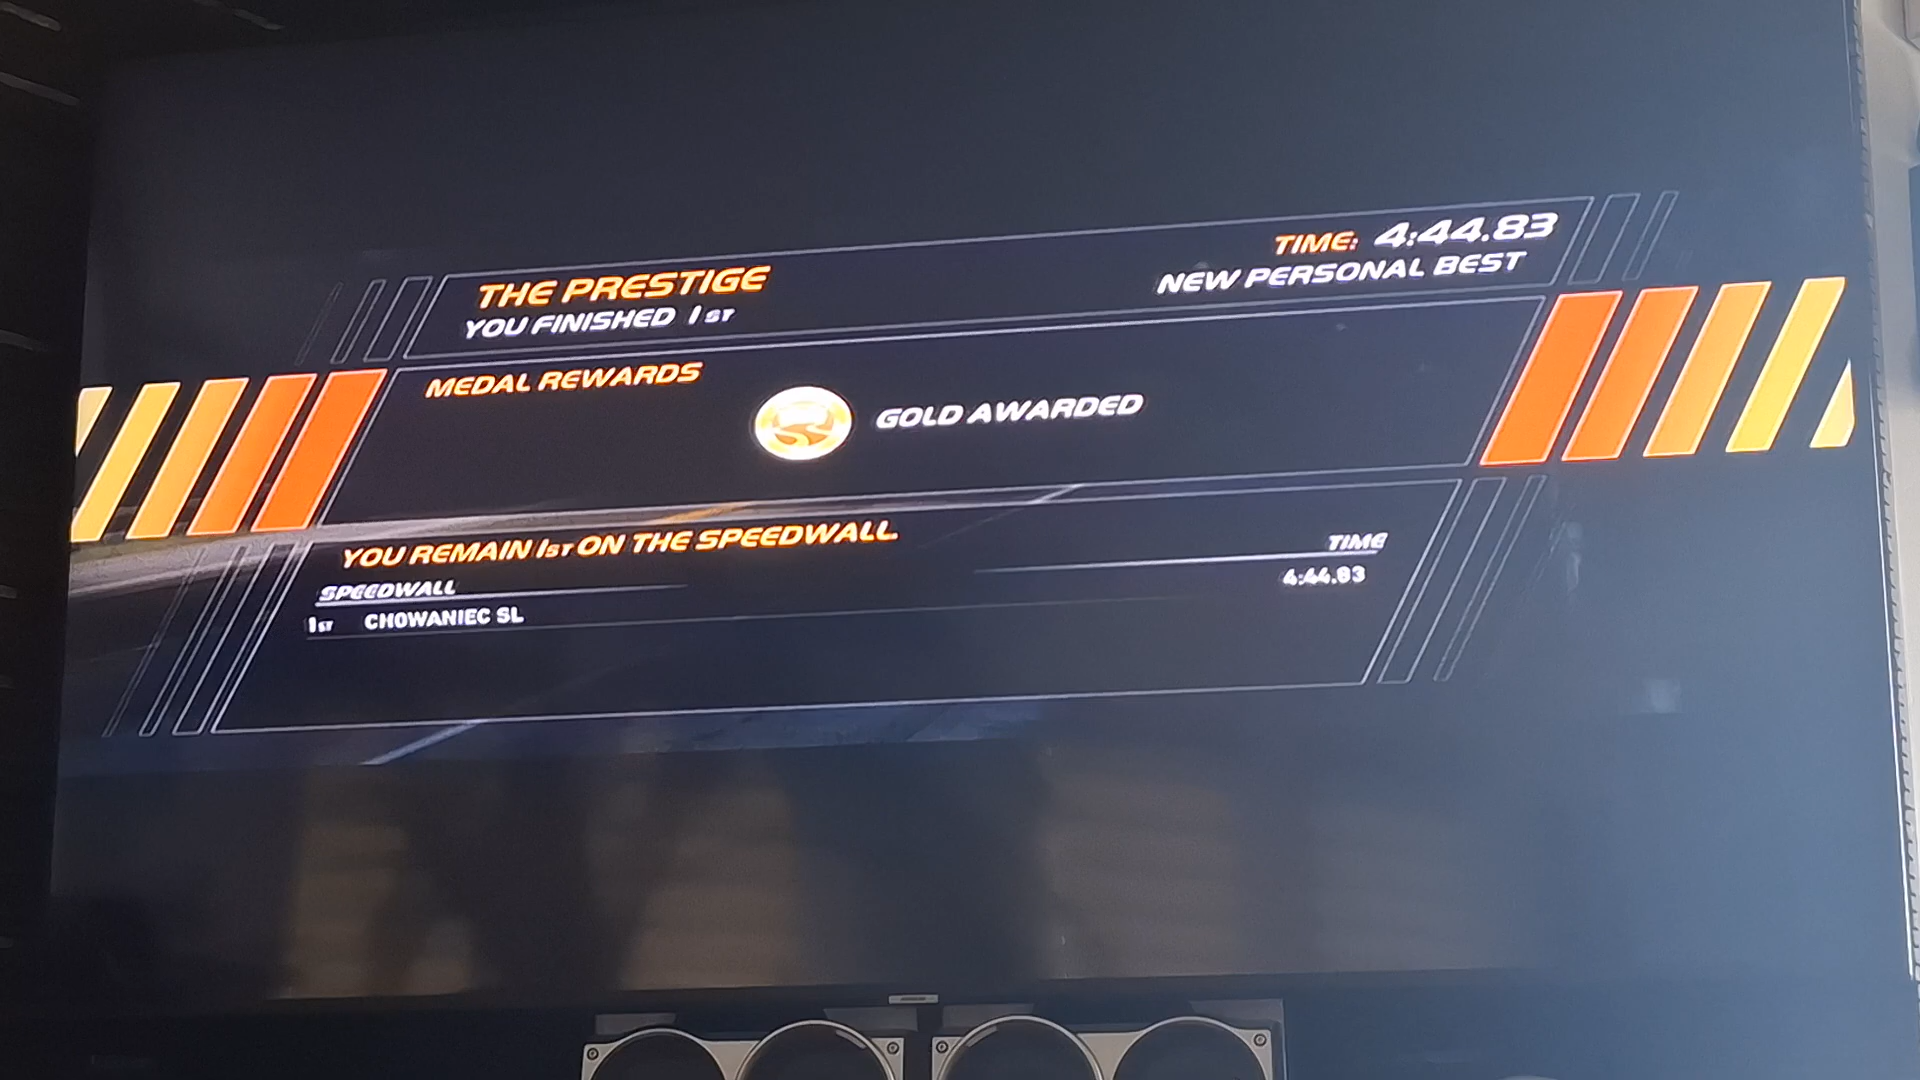 THE PRESTIGE
YOU FINISHED 1ST
TIME: 4:44.83
NEW PERSONAL BEST
MEDAL REWARDS
GOLD AWARDED
YOU REMAIN 1ST ON THE SPEEDWALL.
SPEEDWALL TIME
1ST CHOWANIEC SL 4:44.83